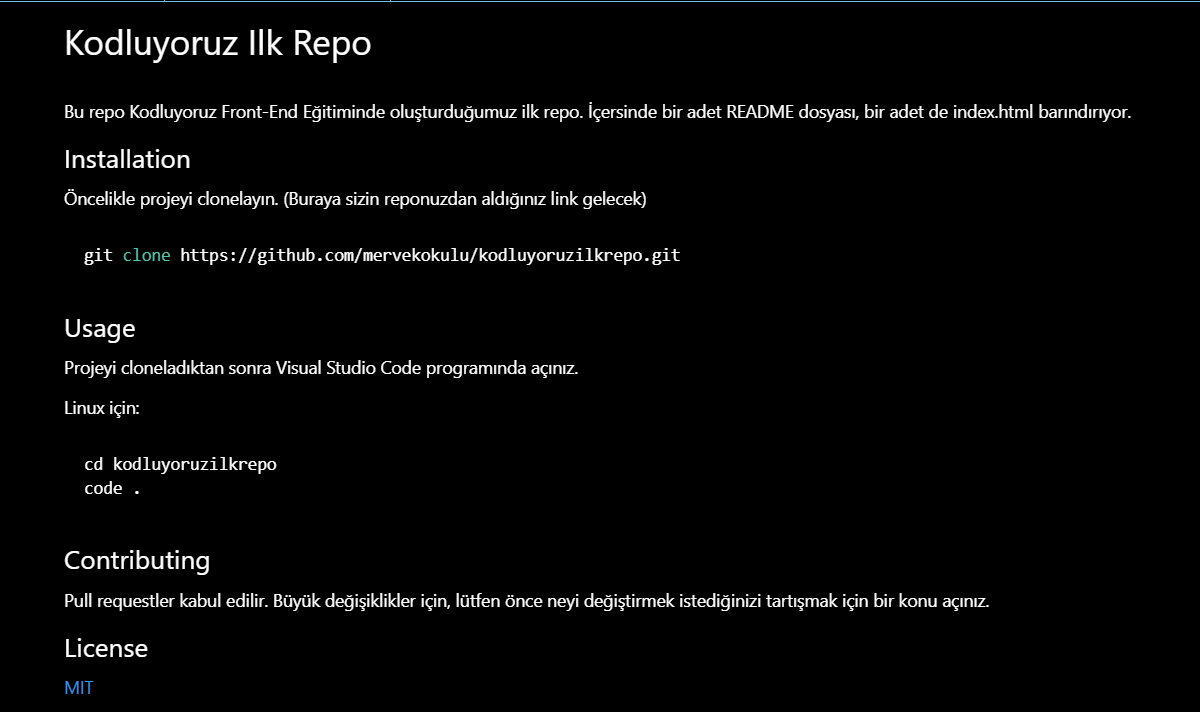 Kodluyoruz Ilk Repo
Bu repo Kodluyoruz Front-End Eğitiminde oluşturduğumuz ilk repo. İçersinde bir adet README dosyası, bir adet de index.html barındırıyor.
Installation
Öncelikle projeyi clonelayın. (Buraya sizin reponuzdan aldığınız link gelecek)
git clone https://github.com/mervekokulu/kodluyoruzilkrepo.git
Usage
Projeyi cloneladıktan sonra Visual Studio Code programında açınız.
Linux için:
cd kodluyoruzilkrepo
code .
Contributing
Pull requestler kabul edilir. Büyük değişiklikler için, lütfen önce neyi değiştirmek istediğinizi tartışmak için bir konu açınız.
License
MIT